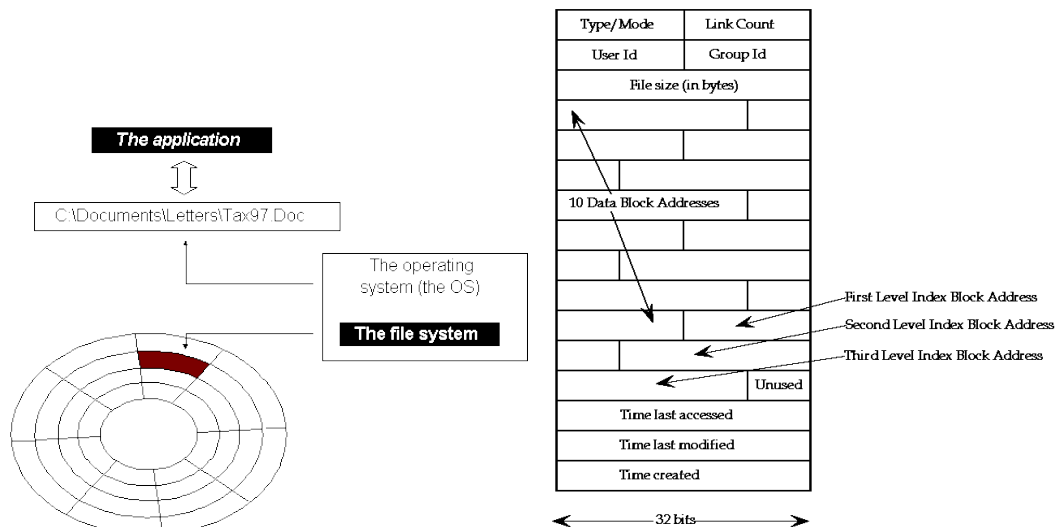 The application
C:\Documents\Letters\Tax97.Doc
The operating
system (the OS)
The file system
Type/Mode
Link Count
User Id
Group Id
File size (in bytes)
10 Data Block Addresses
First Level Index Block Address
Second Level Index Block Address
Third Level Index Block Address
Unused
Time last accessed
Time last modified
Time created
32 bits